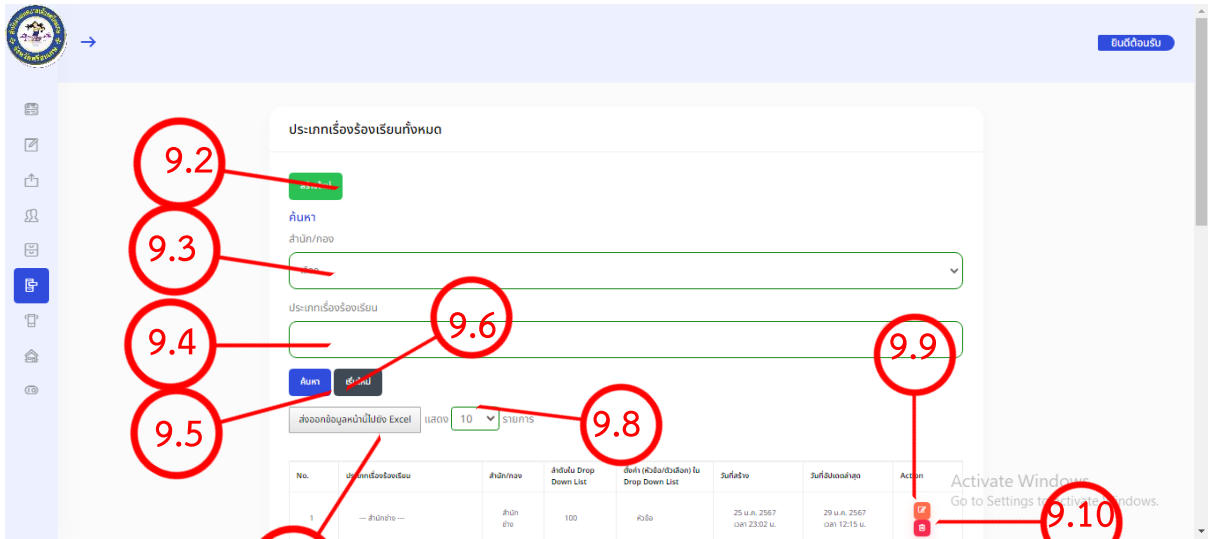 ยินดีต้อนรับ
ประเภทเรื่องร้องเรียนทั้งหมด
9.2
ค้นหา
สำนัก/กอง
9.3
ประเภทเรื่องร้องเรียน
9.6
9.4
9.9
ค้นหา
เริ่มใหม่
9.5
ส่งออกข้อมูลหน้านี้ไปยัง Excel แสดง 10 รายการ
9.8
No. ประเภทเรื่องร้องเรียน สำนัก/กอง ลำดับใน Drop Down List ตั้งค่า (หัวข้อ/ตัวเลือก) ใน Drop Down List วันที่สร้าง วันที่อัปเดตล่าสุด Action
1 --- สำนักช่าง --- สำนักช่าง 100 หัวข้อ 25 ม.ค. 2567 เวลา 23:02 น. 29 ม.ค. 2567 เวลา 12:15 น.
Activate Windows
Go to Settings to activate Windows.
9.10